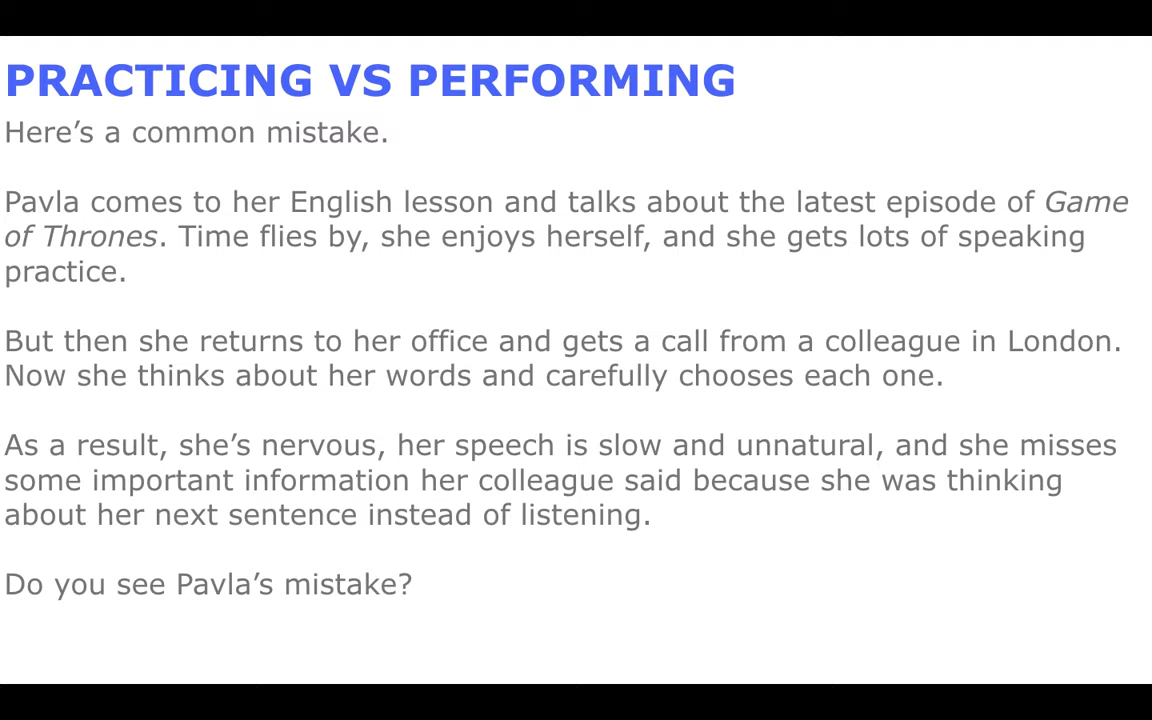 PRACTICING VS PERFORMING
Here’s a common mistake.
Pavla comes to her English lesson and talks about the latest episode of Game
of Thrones. Time flies by, she enjoys herself, and she gets lots of speaking
practice.
But then she returns to her office and gets a call from a colleague in London.
Now she thinks about her words and carefully chooses each one.
As a result, she’s nervous, her speech is slow and unnatural, and she misses
some important information her colleague said because she was thinking
about her next sentence instead of listening.
Do you see Pavla’s mistake?